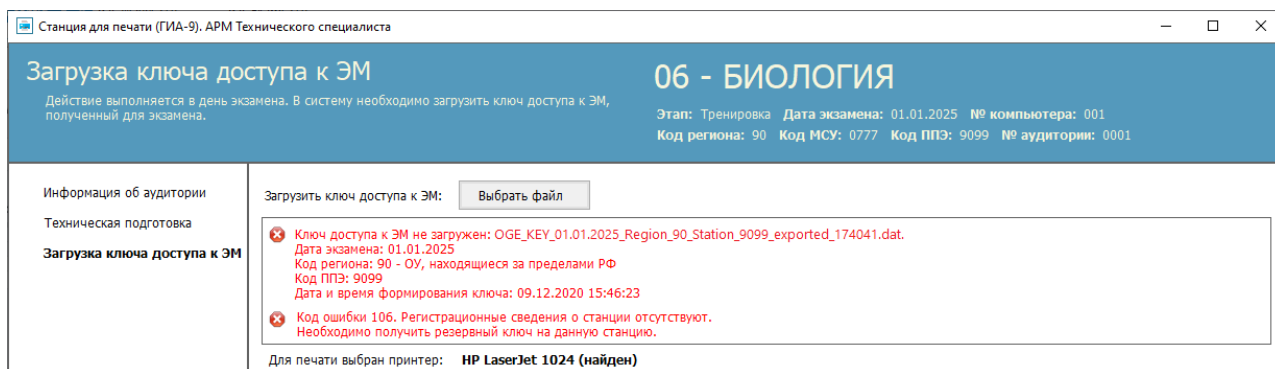 Станция для печати (ГИА-9). АРМ Технического специалиста
Загрузка ключа доступа к ЭМ
Действие выполняется в день экзамена. В систему необходимо загрузить ключ доступа к ЭМ,
полученный для экзамена.
06 - БИОЛОГИЯ
Этап: Тренировка Дата экзамена: 01.01.2025 № компьютера: 001
Код региона: 90 Код МСУ: 0777 Код ППЭ: 9099 № аудитории: 0001
Информация об аудитории
Техническая подготовка
Загрузка ключа доступа к ЭМ
Загрузить ключ доступа к ЭМ: Выбрать файл
Ключ доступа к ЭМ не загружен: OGE_KEY_01.01.2025_Region_90_Station_9099_exported_174041.dat.
Дата экзамена: 01.01.2025
Код региона: 90 - ОУ, находящиеся за пределами РФ
Код ППЭ: 9099
Дата и время формирования ключа: 09.12.2020 15:46:23
Код ошибки 106. Регистрационные сведения о станции отсутствуют.
Необходимо получить резервный ключ на данную станцию.
Для печати выбран принтер: HP LaserJet 1024 (найден)